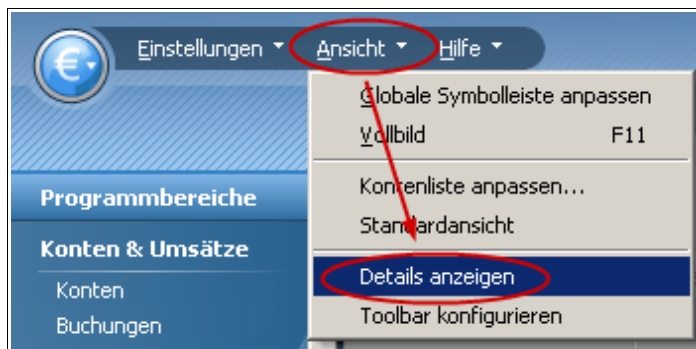 € Einstellungen Ansicht Hilfe
Globale Symbolleiste anpassen
Vollbild F11
Kontenliste anpassen...
Standardansicht
Details anzeigen
Toolbar konfigurieren
Programmbereiche
Konten & Umsätze
Konten
Buchungen